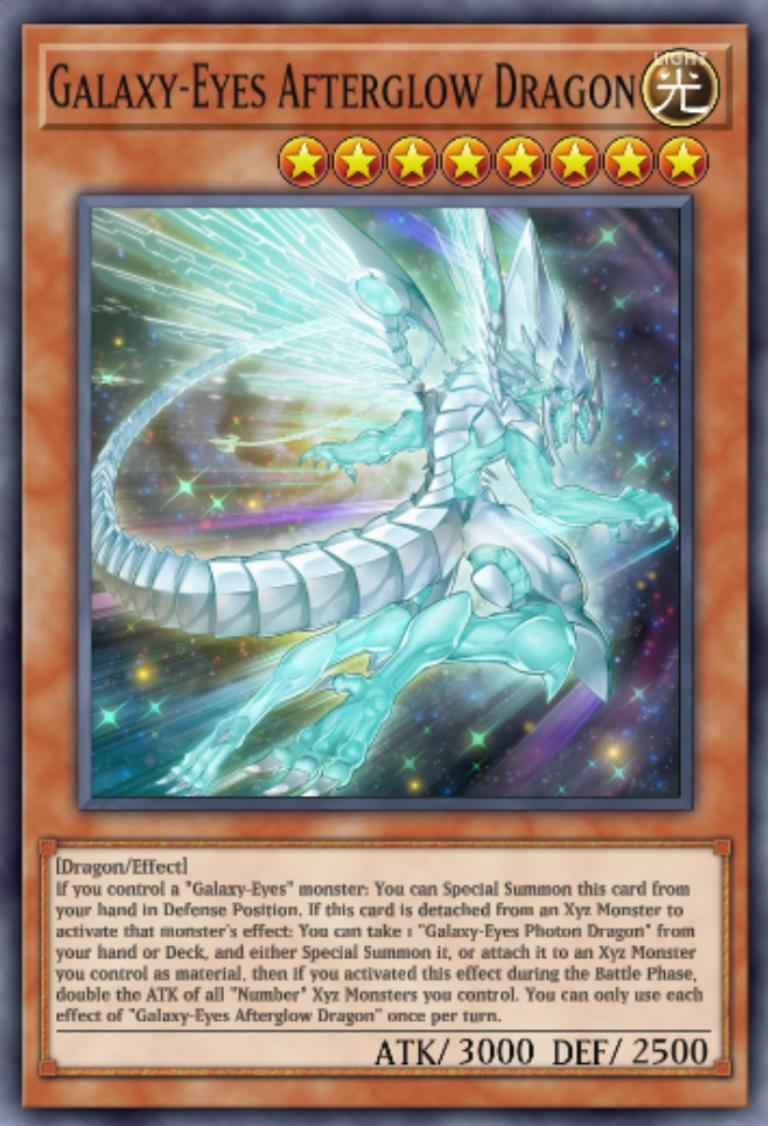 Galaxy-Eyes Afterglow Dragon
LIGHT
光
[Dragon/Effect]
If you control a "Galaxy-Eyes" monster: You can Special Summon this card from
your hand in Defense Position. If this card is detached from an Xyz Monster to
activate that monster's effect: You can take 1 "Galaxy-Eyes Photon Dragon" from
your hand or Deck, and either Special Summon it, or attach it to an Xyz Monster
you control as material, then if you activated this effect during the Battle Phase,
double the ATK of all "Number" Xyz Monsters you control. You can only use each
effect of "Galaxy-Eyes Afterglow Dragon" once per turn.
ATK/ 3000 DEF/ 2500